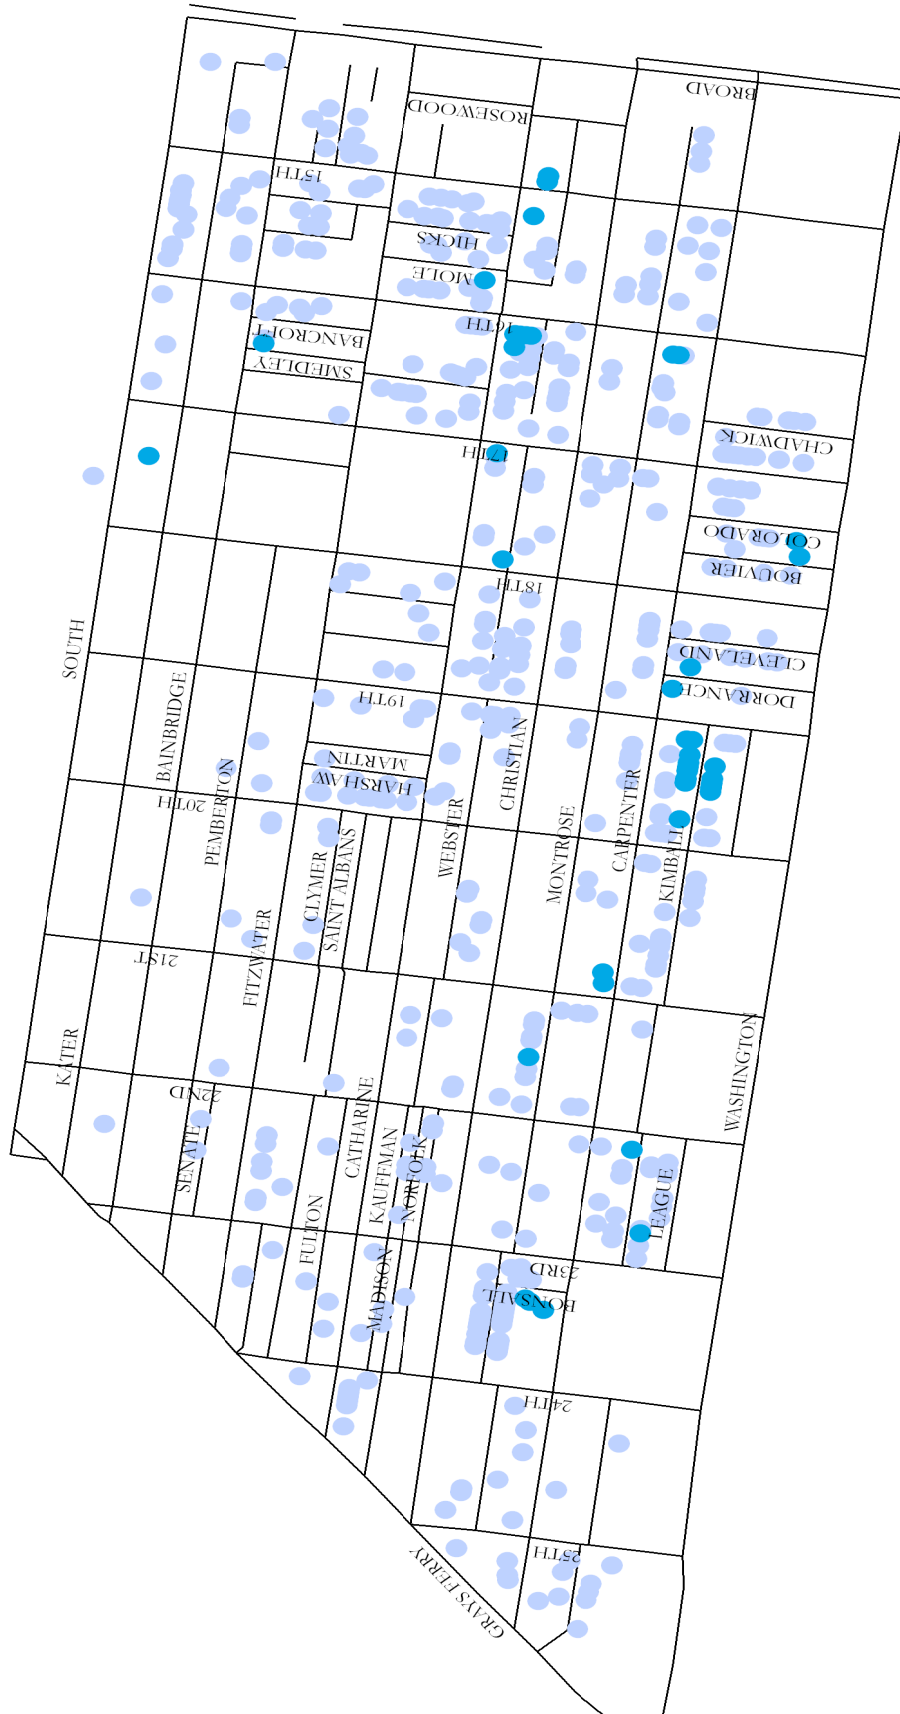 BROAD
ROSEWOOD
15TH
HICKS
MOLE
16TH
BANCROFT
SMEDLEY
CHADWICK
17TH
COLORADO
BOUVIER
18TH
CLEVELAND
DORRANCE
SOUTH
19TH
BAINBRIDGE
MARTIN
CHRISTIAN
PEMBERTON
HARSHAW
20TH
WEBSTER
MONTROSE
CARPENTER
KIMBALL
CLYMER
SAINT ALBANS
FITZWATER
21ST
KATER
WASHINGTON
22ND
CATHARINE
SENATE
KAUFFMAN
NORFOLK
LEAGUE
FULTON
MADISON
23RD
BONSALL
24TH
25TH
GRAYS FERRY